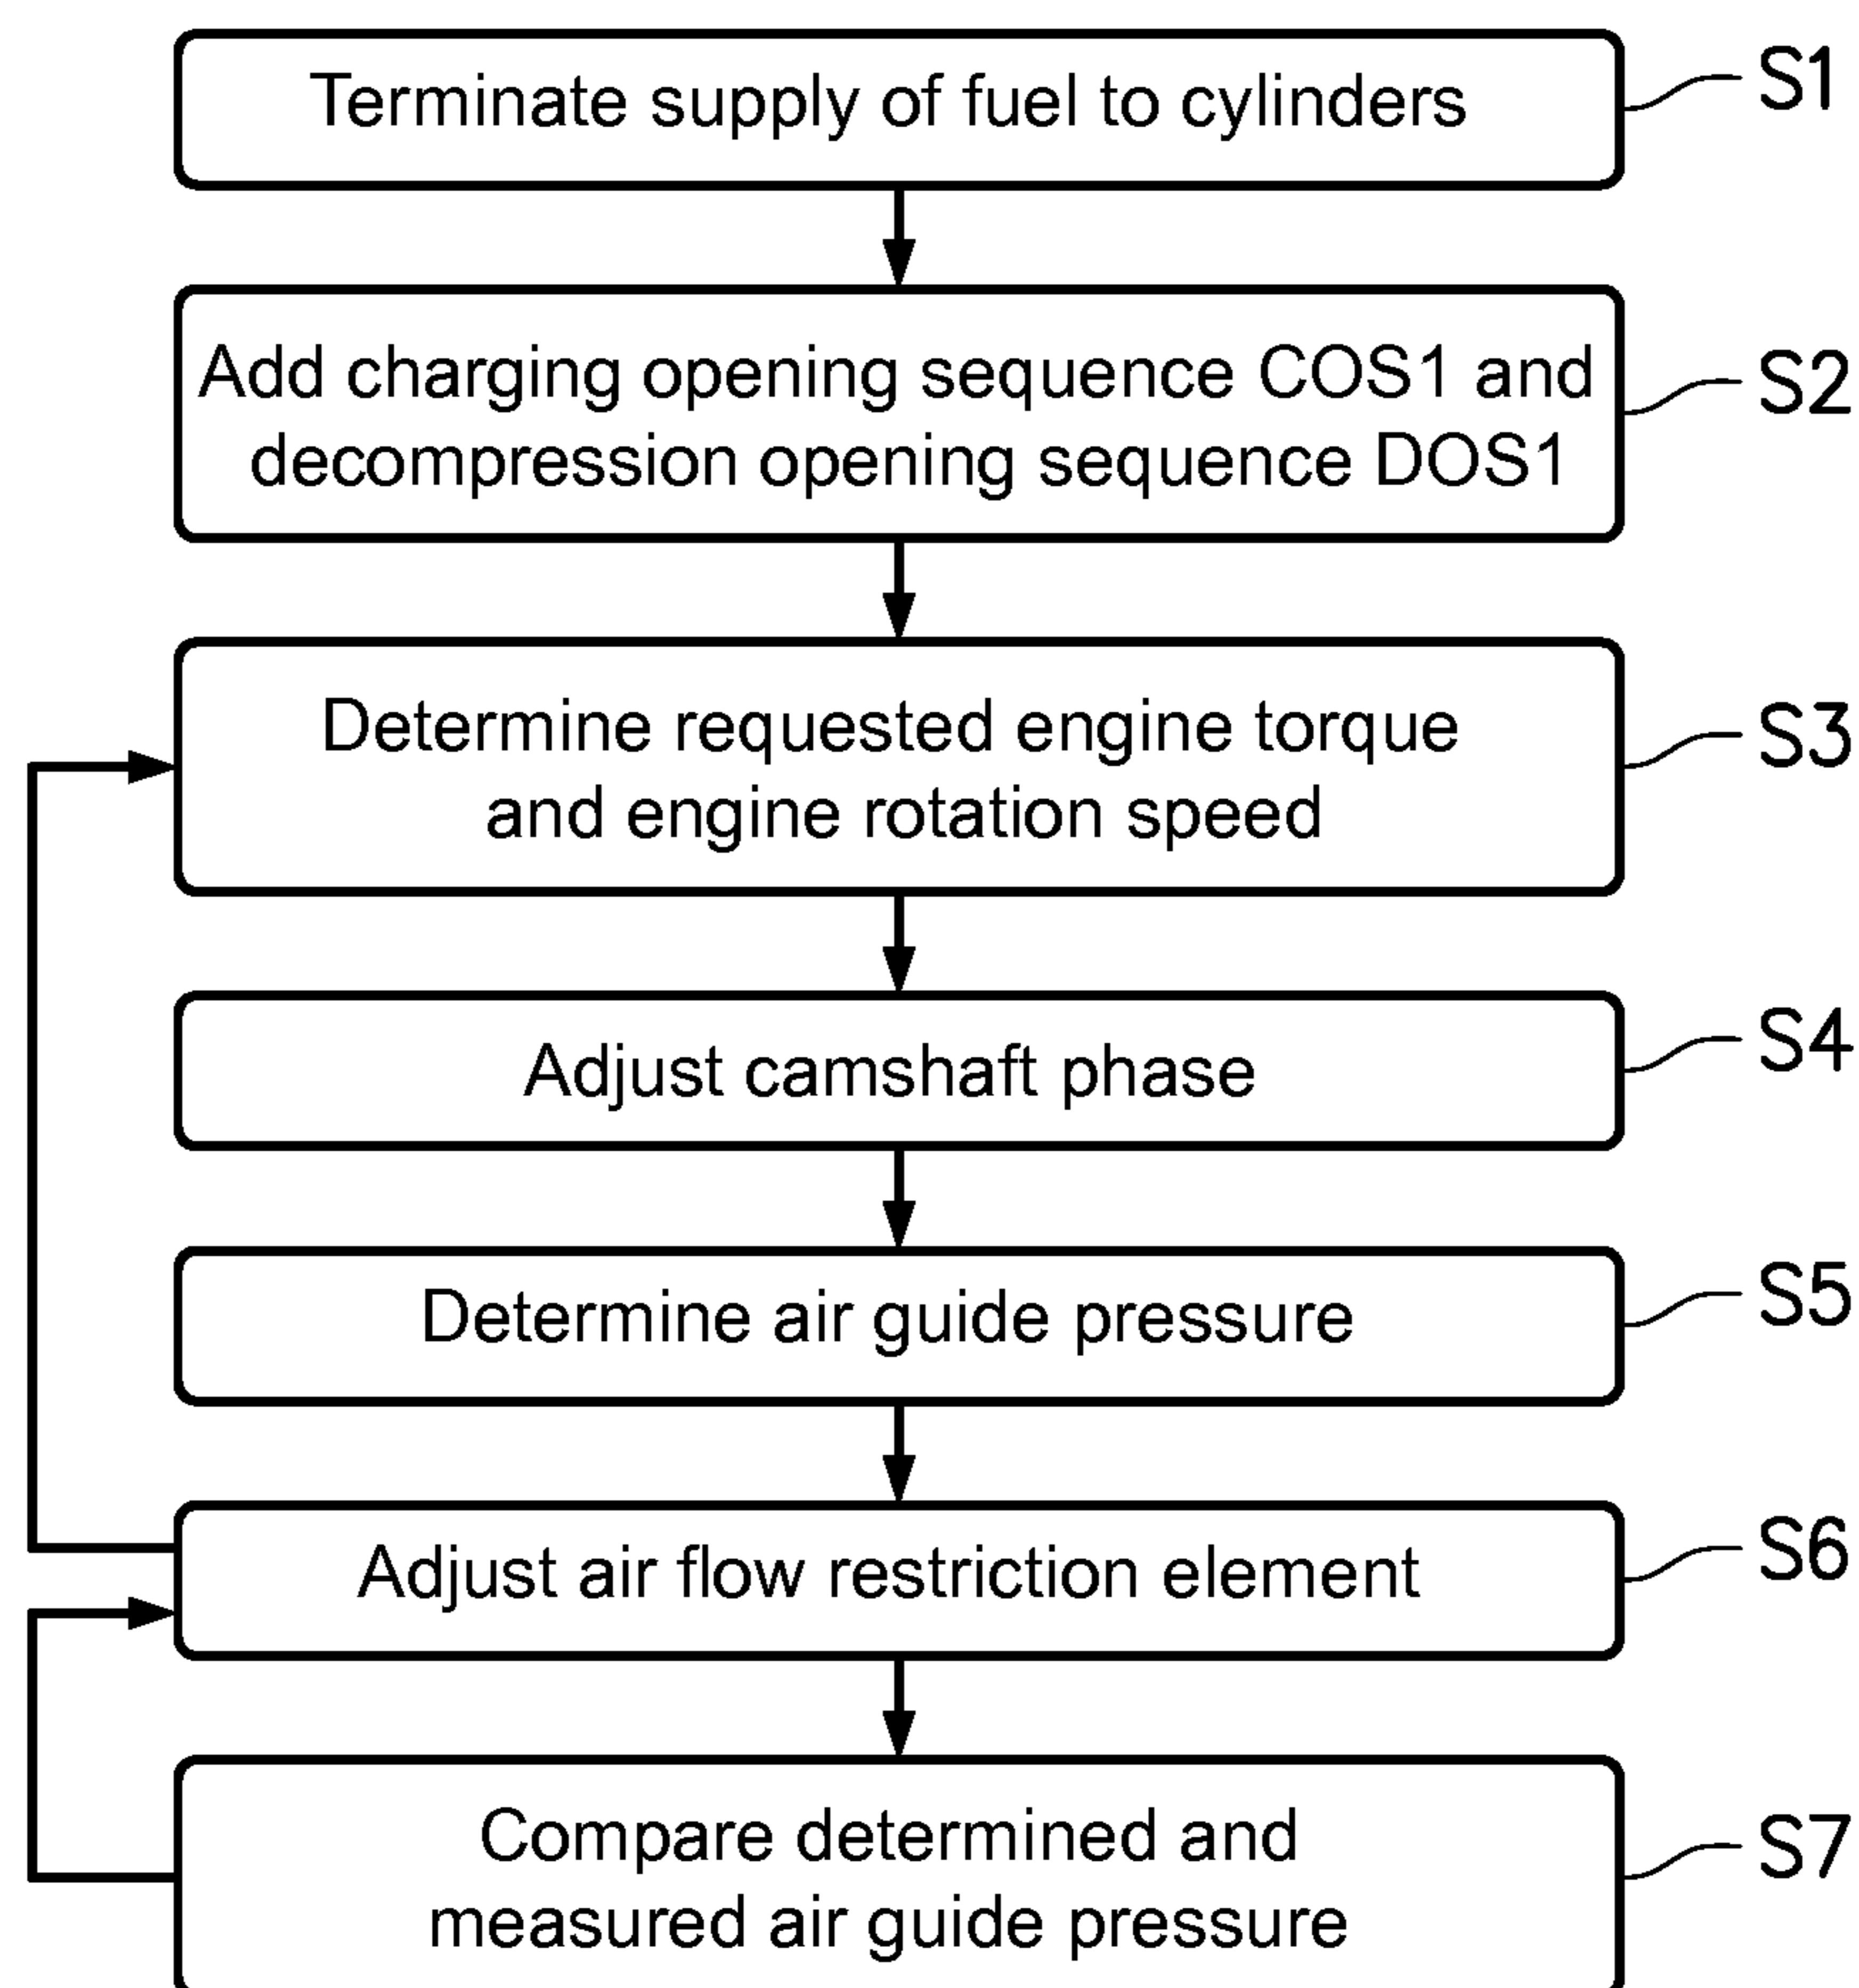 Terminate supply of fuel to cylinders
S1
Add charging opening sequence COS1 and
decompression opening sequence DOS1
S2
Determine requested engine torque
and engine rotation speed
S3
Adjust camshaft phase
S4
Determine air guide pressure
S5
Adjust air flow restriction element
S6
Compare determined and
measured air guide pressure
S7